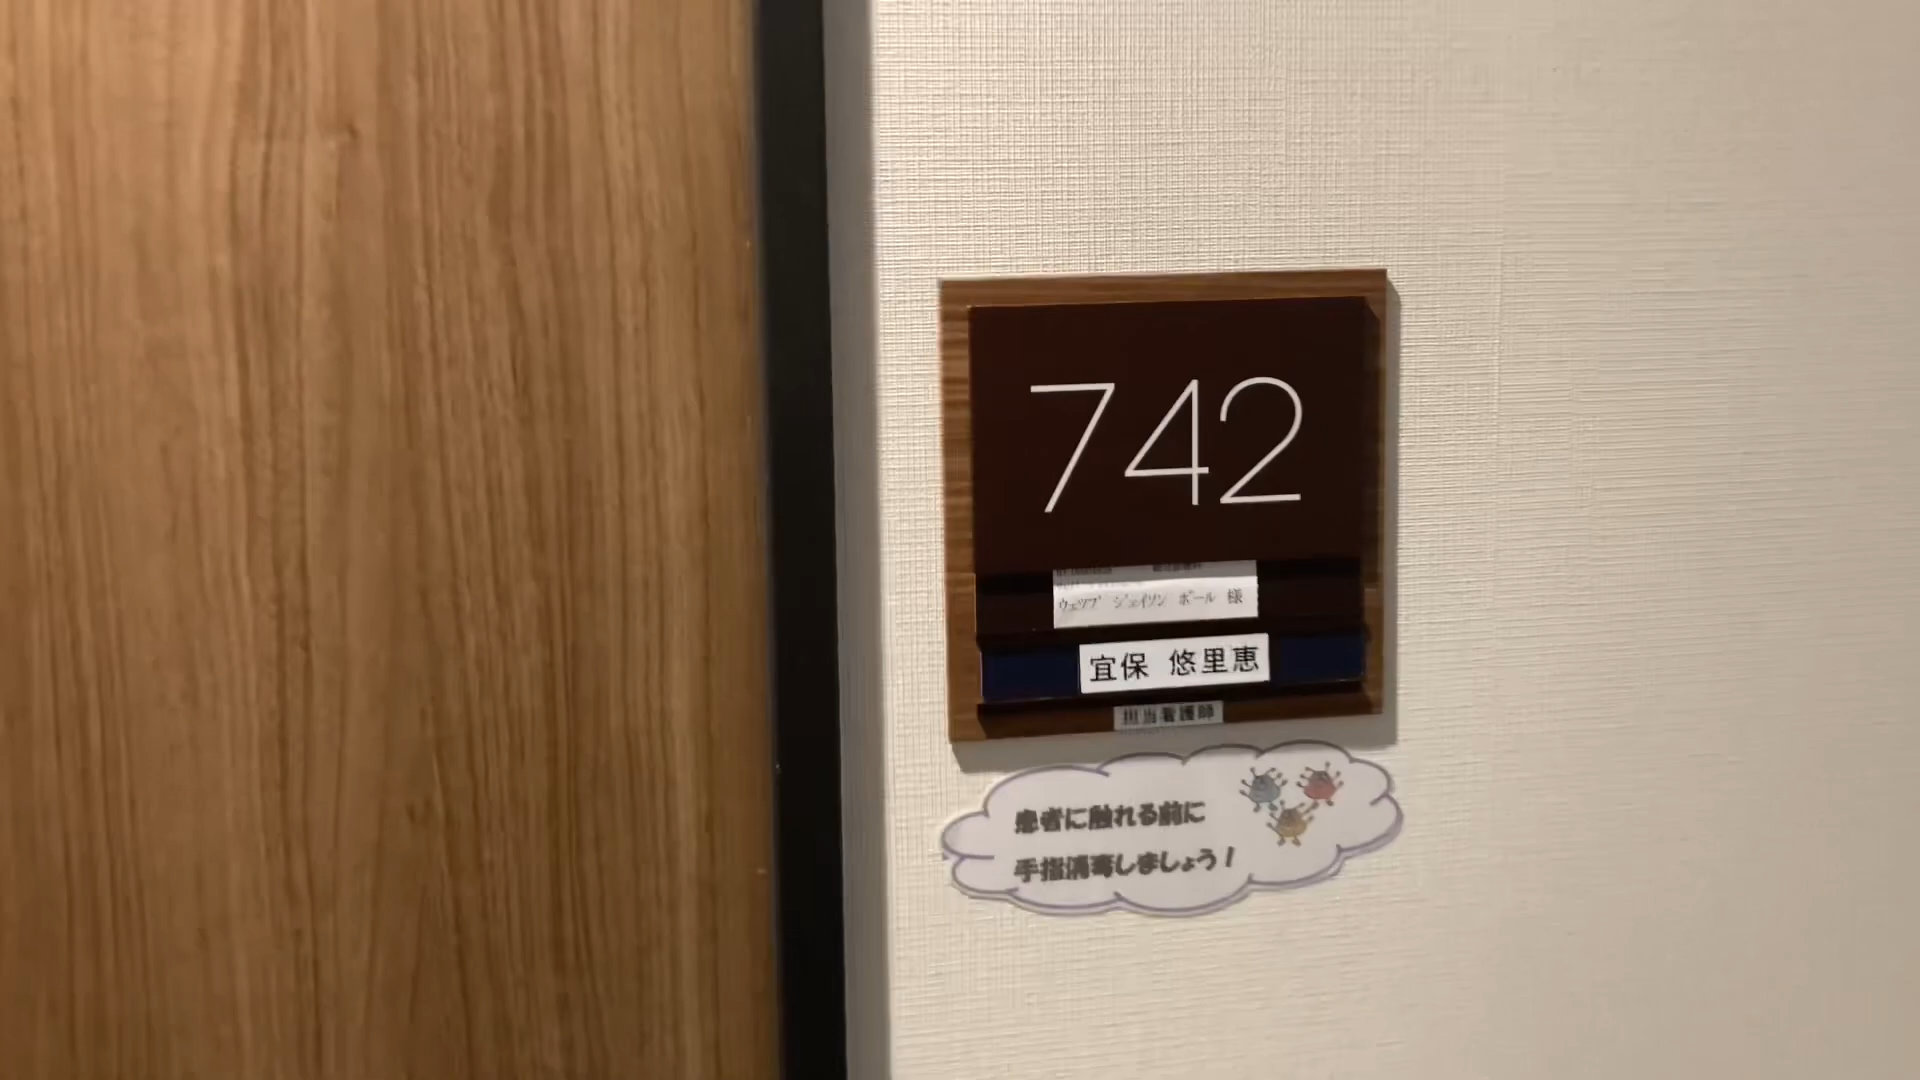 742
ウェッブ ジェイソン ポール 様
宜保 悠里恵
担当看護師
患者に触れる前に
手指消毒しましょう！